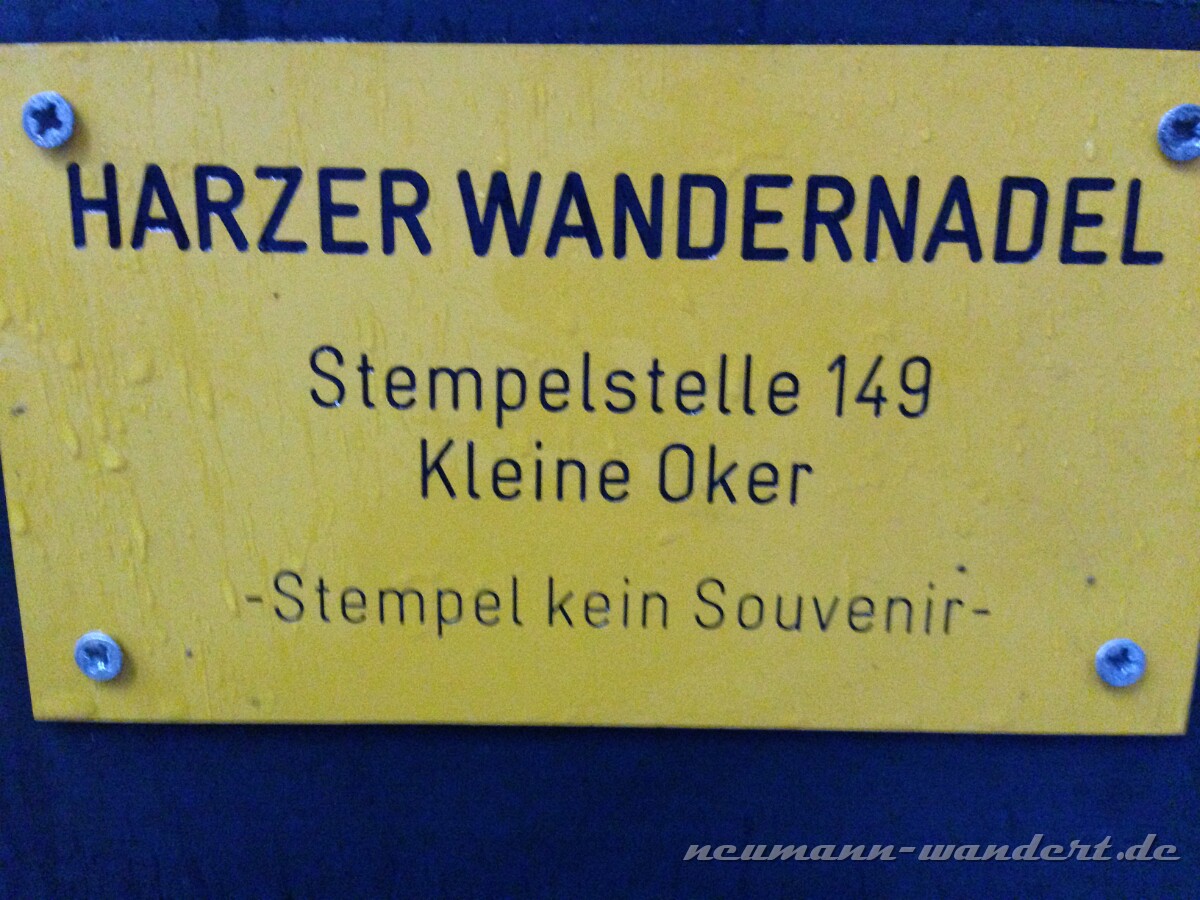 HARZER WANDERNADEL
Stempelstelle 149
Kleine Oker
-Stempel kein Souvenir-
neumann-wandert.de